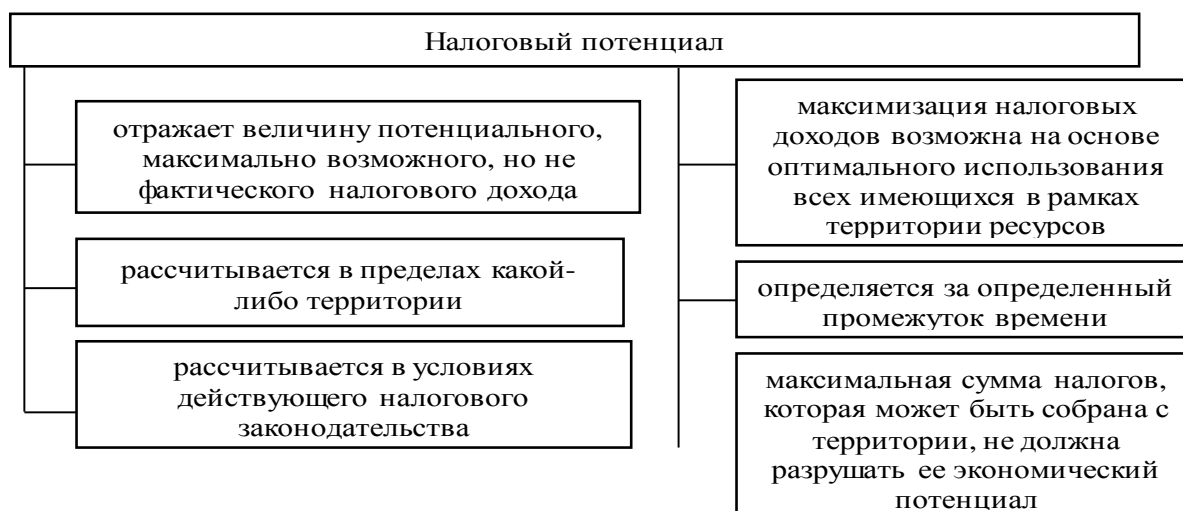 Налоговый потенциал
отражает величину потенциального,
максимально возможного, но не
фактического налогового дохода
рассчитывается в пределах какой-
либо территории
рассчитывается в условиях
действующего налогового
законодательства
максимизация налоговых
доходов возможна на основе
оптимального использования
всех имеющихся в рамках
территории ресурсов
определяется за определенный
промежуток времени
максимальная сумма налогов,
которая может быть собрана с
территории, не должна
разрушать ее экономический
потенциал